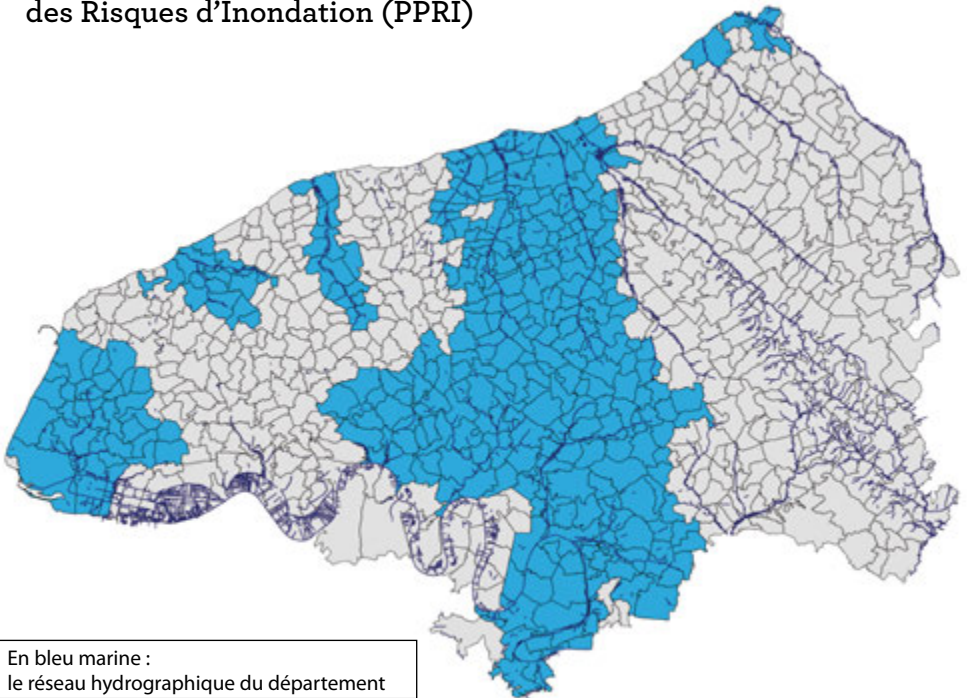 des Risques d’Inondation (PPRI)
En bleu marine :
le réseau hydrographique du département